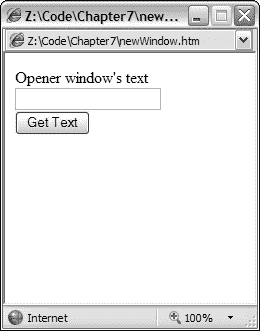 Z:\Code\Chapter7\new...
Z:\Code\Chapter7\newWindow.htm
Opener window's text
Get Text
Internet
100%